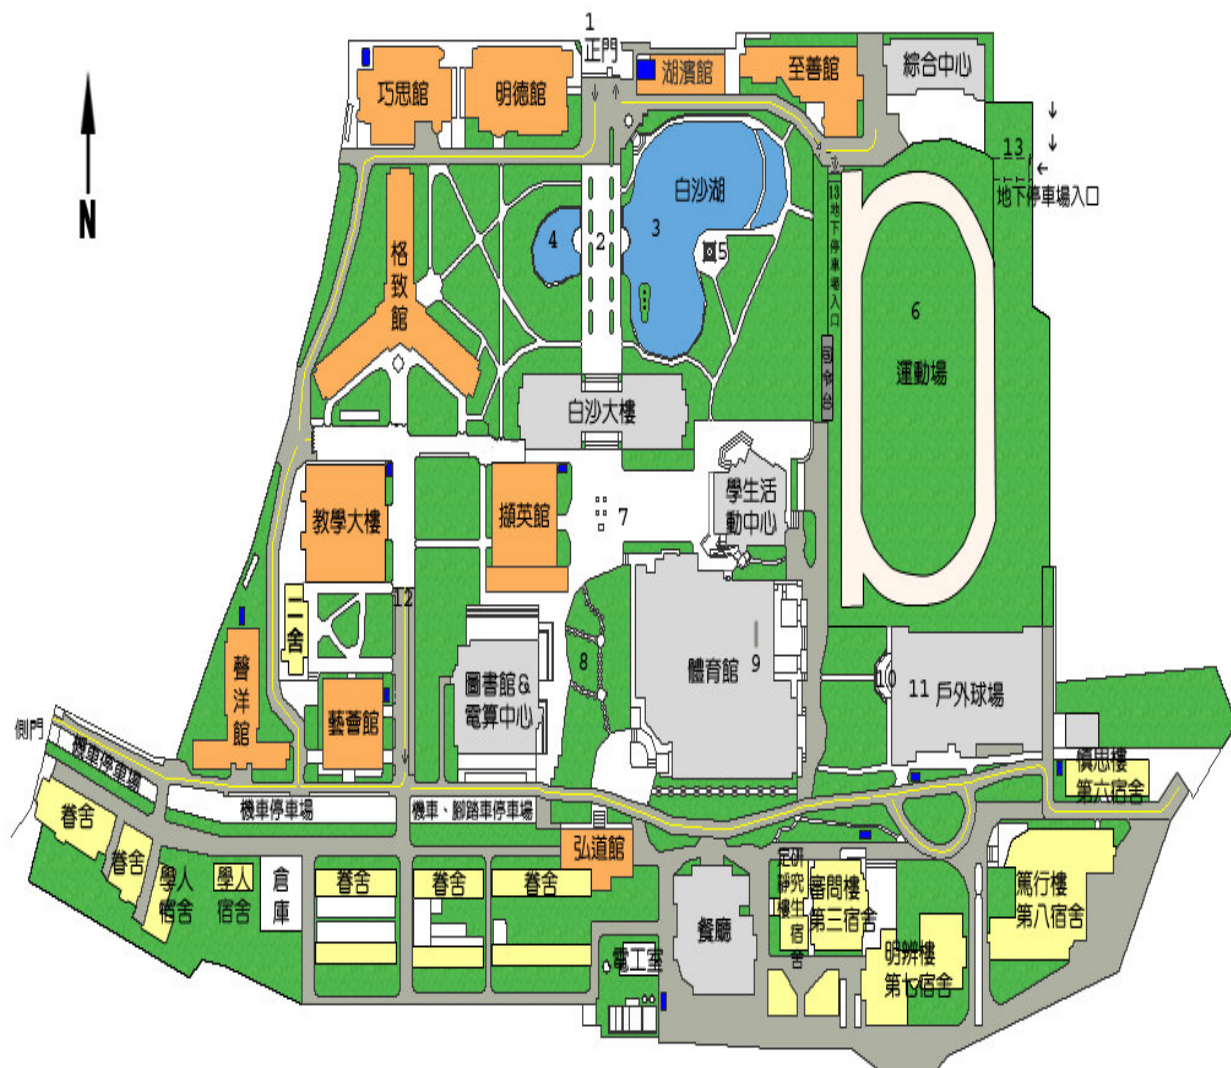 1
正門
N
巧思館
明德館
湖濱館
至善館
綜合中心
13
地下停車場入口
格致館
4
2
3
白沙湖
5
13地下停車場入口
司令台
6
運動場
白沙大樓
教學大樓
擷英館
7
學生活
動中心
二舍
12
聲洋館
藝薈館
圖書館&
電算中心
8
體育館
9
10
11
戶外球場
側門
機車停車場
機車停車場
機車、腳踏車停車場
慎思樓
第六宿舍
眷舍
眷舍
學人
宿舍
學人
宿舍
倉庫
眷舍
眷舍
眷舍
弘道館
餐廳
電工室
研究生宿舍
定靜樓
審問樓
第三宿舍
明辨樓
第七宿舍
篤行樓
第八宿舍